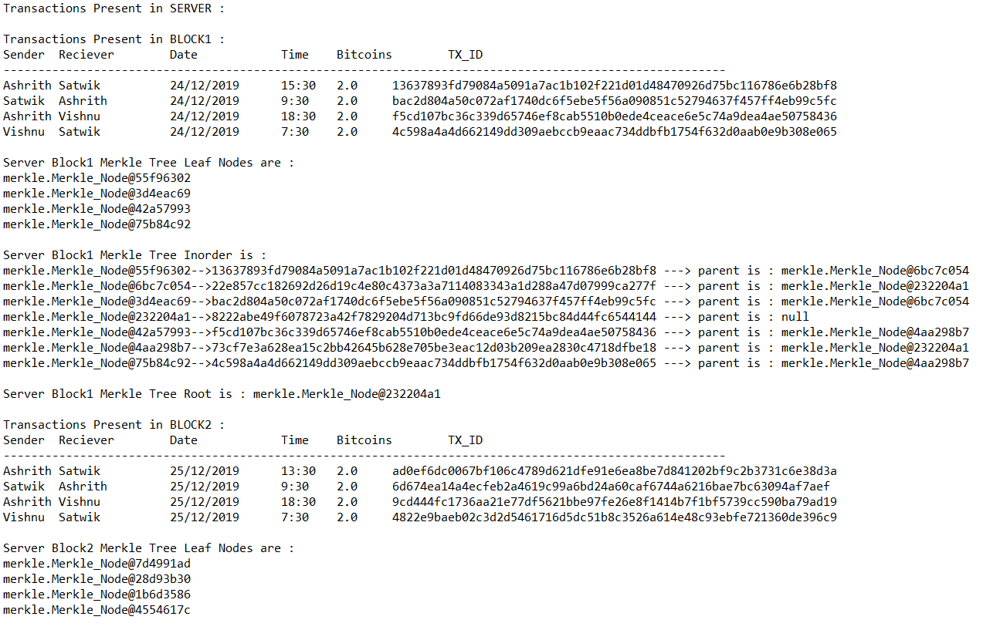 Transactions Present in SERVER :
Transactions Present in BLOCK1 :
Sender Reciever Date Time Bitcoins TX_ID
--------------------------------------------------------------------------------------------------------
Ashrith Satwik 24/12/2019 15:30 2.0 13637893fd79084a5091a7ac1b102f221d01d48470926d75bc116786e6b28bf8
Satwik Ashrith 24/12/2019 9:30 2.0 bac2d804a50c072af1740dc6f5ebe5f56a090851c52794637f457ff4eb99c5fc
Ashrith Vishnu 24/12/2019 18:30 2.0 f5cd107bc36c339d65746ef8cab5510b0ede4ceace6e5c74a9dea4ae50758436
Vishnu Satwik 24/12/2019 7:30 2.0 4c598a4a4d662149dd309aebccb9eaac734ddbfb1754f632d0aab0e9b308e065
Server Block1 Merkle Tree Leaf Nodes are :
merkle.Merkle_Node@55f96302
merkle.Merkle_Node@3d4eac69
merkle.Merkle_Node@42a57993
merkle.Merkle_Node@75b84c92
Server Block1 Merkle Tree Inorder is :
merkle.Merkle_Node@55f96302-->13637893fd79084a5091a7ac1b102f221d01d48470926d75bc116786e6b28bf8 ---> parent is : merkle.Merkle_Node@6bc7c054
merkle.Merkle_Node@6bc7c054-->22e857cc182692d26d19c4e80c4373a3a7114083343a1d288a47d07999ca277f ---> parent is : merkle.Merkle_Node@232204a1
merkle.Merkle_Node@3d4eac69-->bac2d804a50c072af1740dc6f5ebe5f56a090851c52794637f457ff4eb99c5fc ---> parent is : merkle.Merkle_Node@6bc7c054
merkle.Merkle_Node@232204a1-->8222abe49f6078723a42f7829204d713bc9fd66de93d8215bc84d44fc6544144 ---> parent is : null
merkle.Merkle_Node@42a57993-->f5cd107bc36c339d65746ef8cab5510b0ede4ceace6e5c74a9dea4ae50758436 ---> parent is : merkle.Merkle_Node@4aa298b7
merkle.Merkle_Node@4aa298b7-->73cf7e3a628ea15c2bb42645b628e705be3eac12d03b209ea2830c4718dfbe18 ---> parent is : merkle.Merkle_Node@232204a1
merkle.Merkle_Node@75b84c92-->4c598a4a4d662149dd309aebccb9eaac734ddbfb1754f632d0aab0e9b308e065 ---> parent is : merkle.Merkle_Node@4aa298b7
Server Block1 Merkle Tree Root is : merkle.Merkle_Node@232204a1
Transactions Present in BLOCK2 :
Sender Reciever Date Time Bitcoins TX_ID
--------------------------------------------------------------------------------------------------------
Ashrith Satwik 25/12/2019 13:30 2.0 ad0ef6dc0067bf106c4789d621dfe91e6ea8be7d841202bf9c2b3731c6e38d3a
Satwik Ashrith 25/12/2019 9:30 2.0 6d674ea14a4ecfeb2a4619c99a6bd24a60caf6744a6216bae7bc63094af7aef
Ashrith Vishnu 25/12/2019 18:30 2.0 9cd444fc1736aa21e77df5621bbe97fe26e8f1414b7f1bf5739cc590ba79ad19
Vishnu Satwik 25/12/2019 7:30 2.0 4822e9baeb02c3d2d5461716d5dc51b8c3526a614e48c93ebfe721360de396c9
Server Block2 Merkle Tree Leaf Nodes are :
merkle.Merkle_Node@7d4991ad
merkle.Merkle_Node@28d93b30
merkle.Merkle_Node@1b6d3586
merkle.Merkle_Node@4554617c